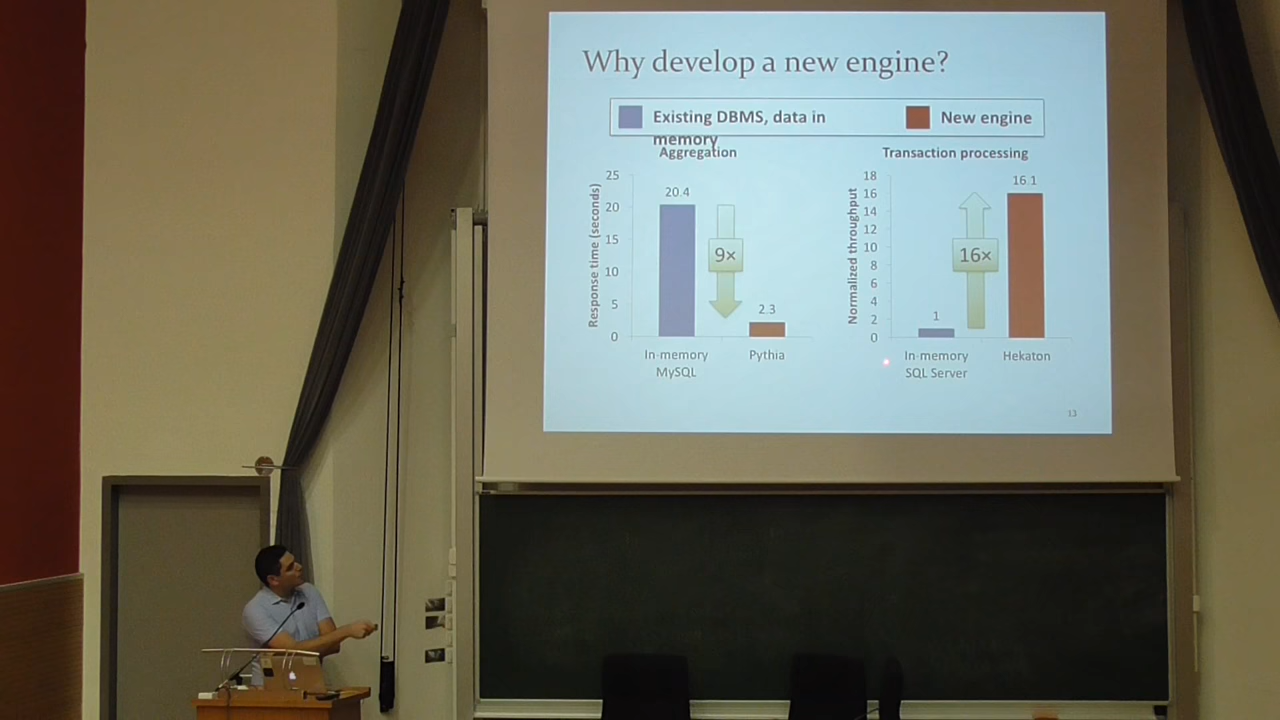 Why develop a new engine?
Existing DBMS, data in
memory
New engine
Aggregation
Response time (seconds)
25
20
15
10
5
0
20.4
9×
2.3
In-memory
MySQL
Pythia
Transaction processing
Normalized throughput
18
16
14
12
10
8
6
4
2
0
1
16×
16.1
In-memory
SQL Server
Hekaton
13